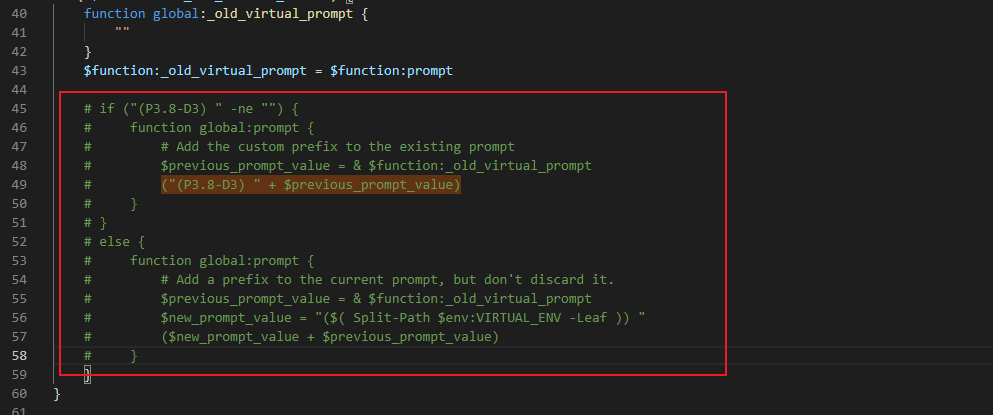 40 function global:_old_virtual_prompt {
41 ""
42 }
43 $function:_old_virtual_prompt = $function:prompt
44
45 # if ("(P3.8-D3) " -ne "") {
46 #     function global:prompt {
47 #         # Add the custom prefix to the existing prompt
48 #         $previous_prompt_value = & $function:_old_virtual_prompt
49 #         ("(P3.8-D3) " + $previous_prompt_value)
50 #     }
51 # }
52 # else {
53 #     function global:prompt {
54 #         # Add a prefix to the current prompt, but don't discard it.
55 #         $previous_prompt_value = & $function:_old_virtual_prompt
56 #         $new_prompt_value = "($( Split-Path $env:VIRTUAL_ENV -Leaf )) "
57 #         ($new_prompt_value + $previous_prompt_value)
58 #     }
59 }
60 }
61